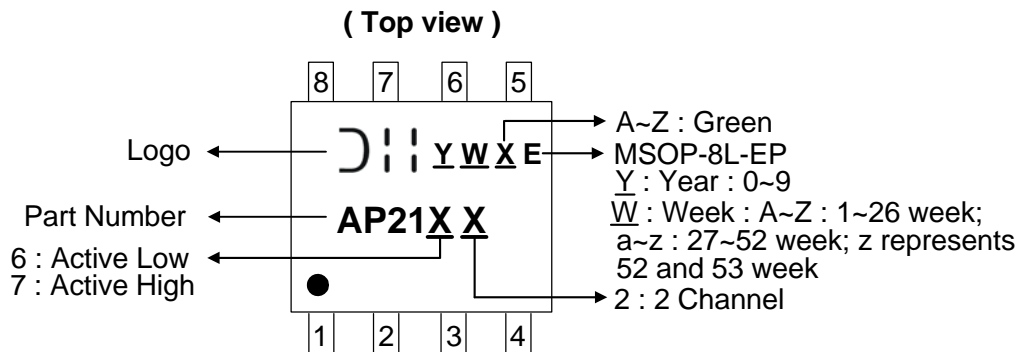 ( Top view )
8 7 6 5
Logo
Y W X E
A~Z : Green
MSOP-8L-EP
Y : Year : 0~9
W : Week : A~Z : 1~26 week;
a~z : 27~52 week; z represents
52 and 53 week
Part Number
AP21X X
6 : Active Low
7 : Active High
2 : 2 Channel
1 2 3 4